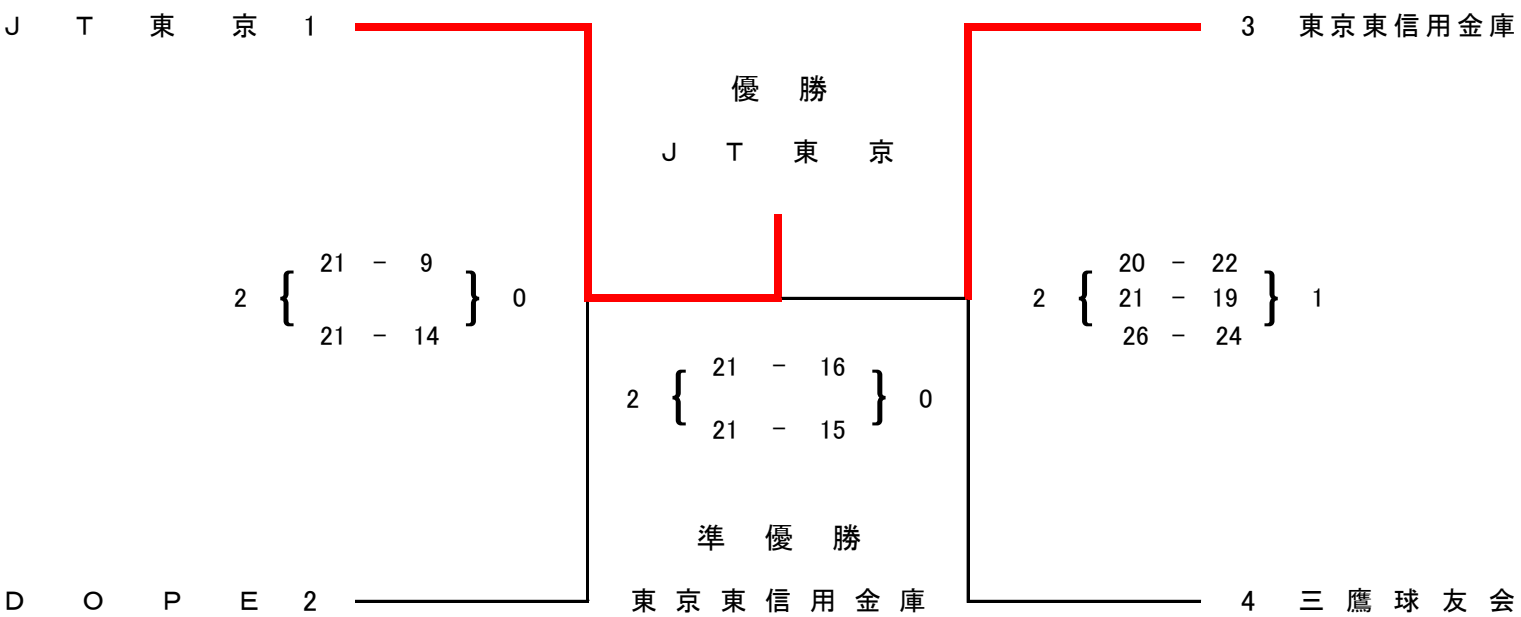 ＪＴ東京 1
3 東京東信用金庫
優勝
ＪＴ東京
2 { 21 - 9 } 0
21 - 14
2 { 20 - 22 } 1
21 - 19
26 - 24
2 { 21 - 16 } 0
21 - 15
準優勝
東京東信用金庫
ＤＯＰＥ 2
4 三鷹球友会